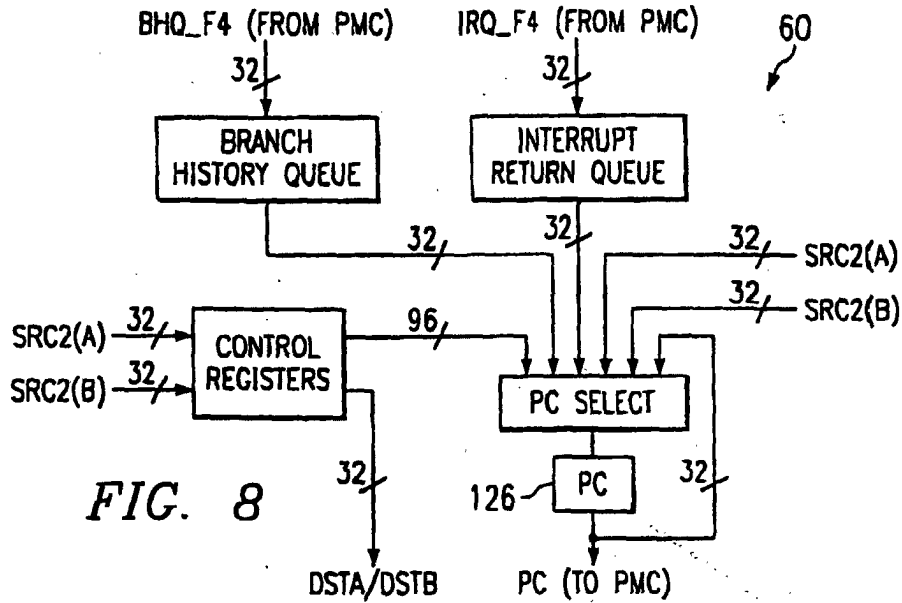 BHQ_F4 (FROM PMC)
IRQ_F4 (FROM PMC)
60
32
32
BRANCH
HISTORY QUEUE
INTERRUPT
RETURN QUEUE
32
32
32
SRC2(A)
32
SRC2(B)
SRC2(A)
32
96
SRC2(B)
32
CONTROL
REGISTERS
PC SELECT
32
32
126
PC
FIG. 8
DSTA/DSTB
PC (TO PMC)